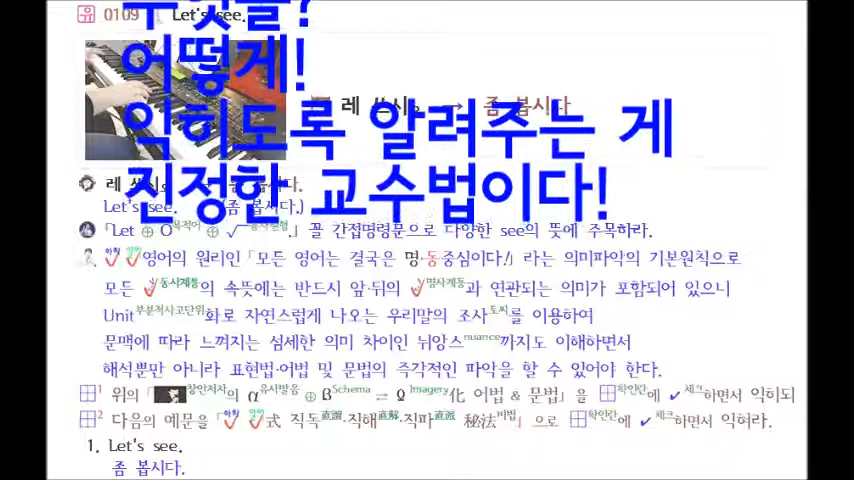 유 0109 Let's see.
무엇을?
어떻게!
레 쓰시。 → 좀 봅시다
익히도록 알려주는 게
진정한 교수법이다!
레 쓰시。 좀 봅시다.
Let's see. (좀 봅시다.)
「Let ⊕ O목적어 ⊕ √ .」 꼴 간접명령문으로 다양한 see의 뜻에 주목하라.
영어의 원리인 「모든 영어는 결국은 명·동중심이다!」 라는 의미파악의 기본원칙으로
모든 동사계통의 속뜻에는 반드시 앞·뒤의 명사계통과 연관되는 의미가 포함되어 있으니
Unit부분적사고단위화로 자연스럽게 나오는 우리말의 조사토씨를 이용하여
문맥에 따라 느껴지는 섬세한 의미 차이인 뉘앙스nuance까지도 이해하면서
해석뿐만 아니라 표현법·어법 및 문법의 즉각적인 파악을 할 수 있어야 한다.
1 위의 「창안저자의 α유사발음 ⊕ ßSchema ⇌ Ω Imagery化 어법 & 문법」 을 확인란에 ✓체크하면서 익히되
2 다음의 예문을 「式 직독直讀·직해直解·직파直派 秘法비법」 으로 확인란에 ✓체크하면서 익혀라.
1. Let's see.
좀 봅시다.